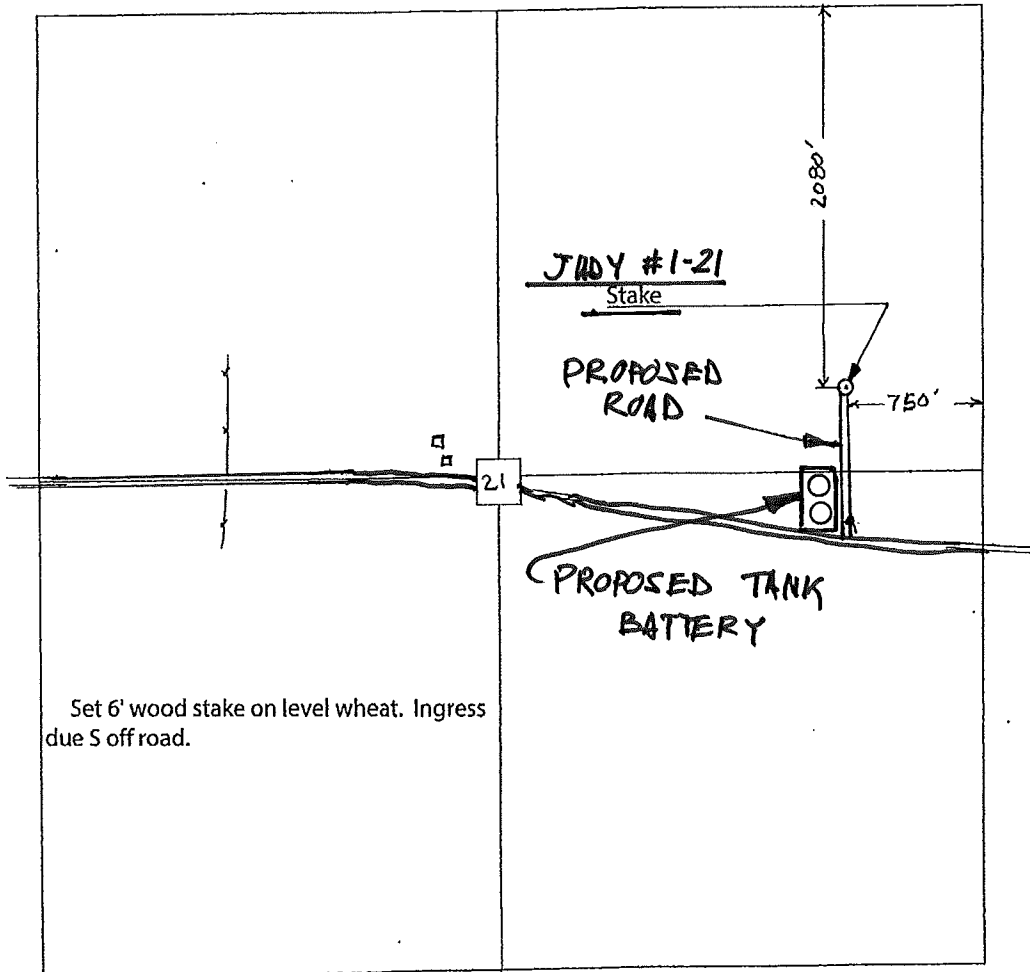 2080'
JUDY #1-21
Stake
PROPOSED
ROAD
750'
21
PROPOSED TANK
BATTERY
Set 6' wood stake on level wheat. Ingress
due S off road.